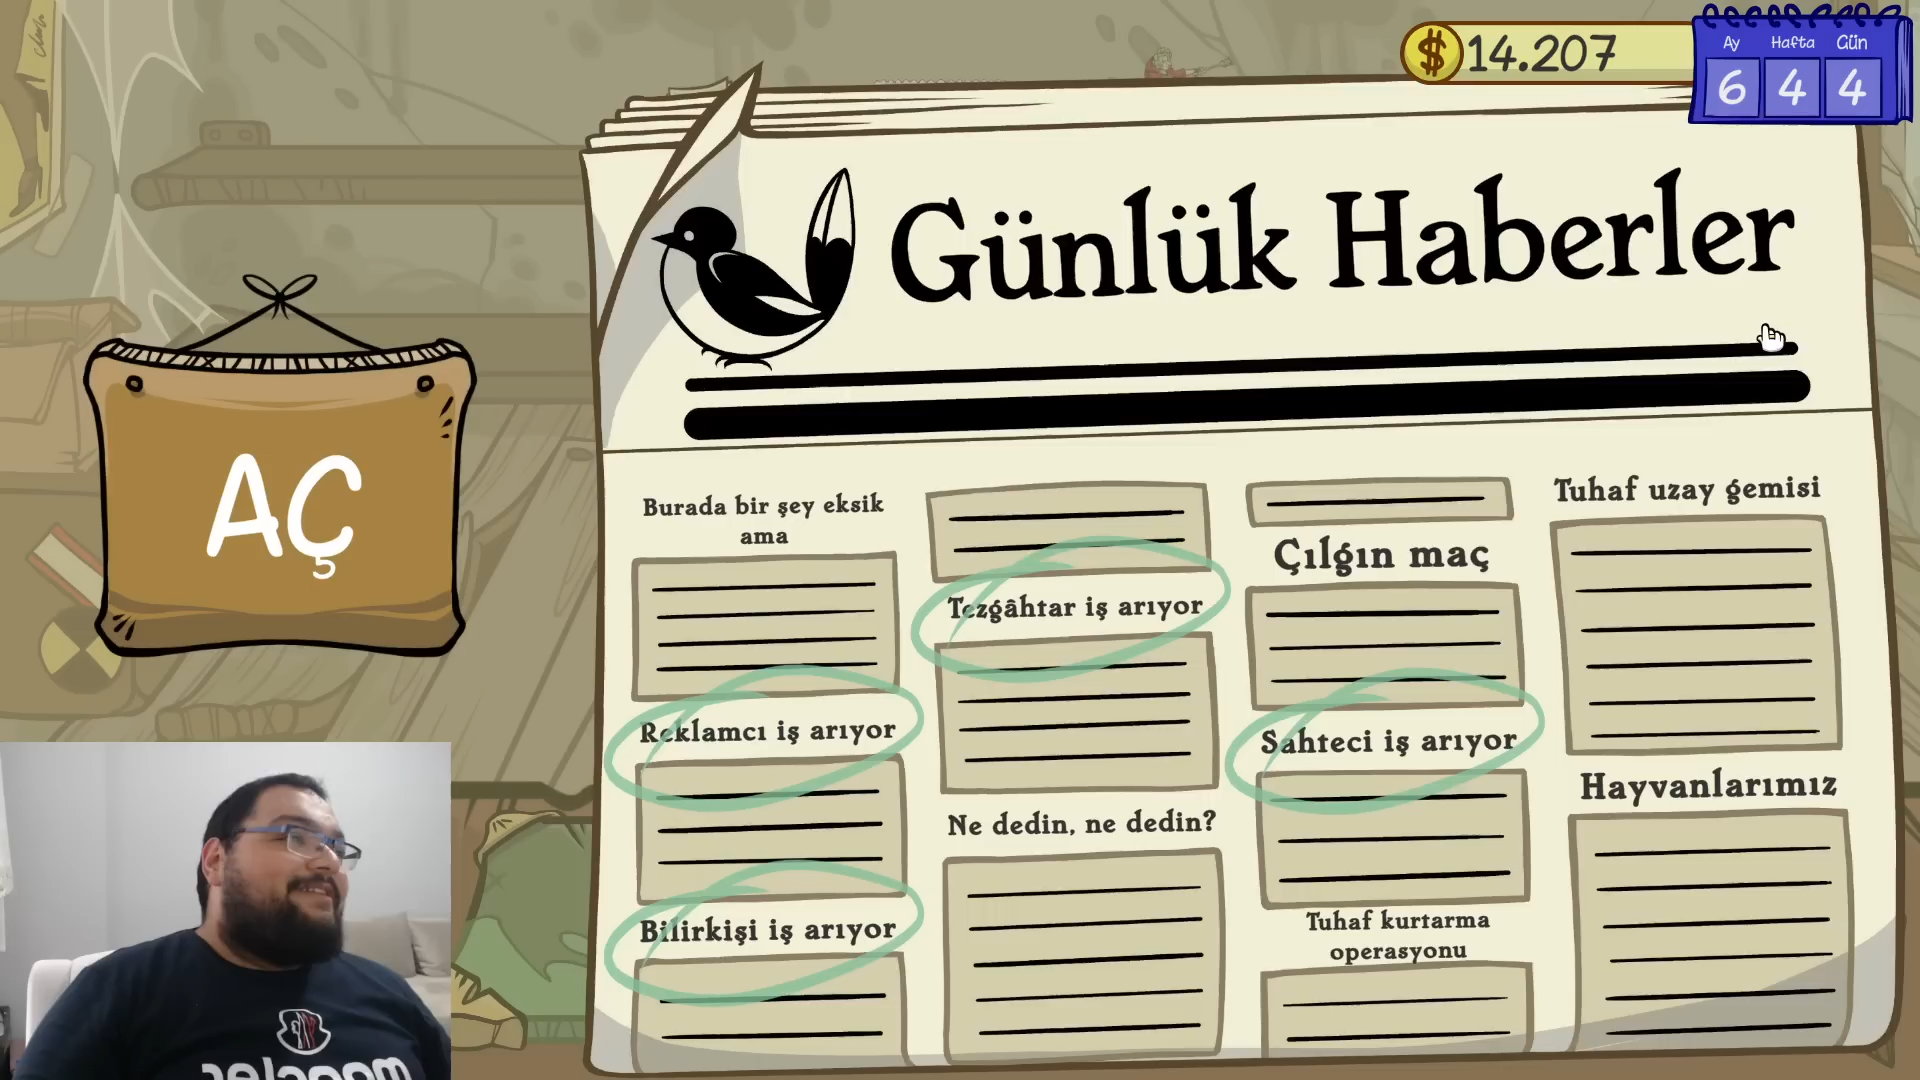 14.207
Ay Hafta Gün
6 4 4
Günlük Haberler
AÇ
Burada bir şey eksik
ama
Reklamcı iş arıyor
Bilirkişi iş arıyor
Tezgâhtar iş arıyor
Ne dedin, ne dedin?
Çılgın maç
Sahteci iş arıyor
Tuhaf kurtarma
operasyonu
Tuhaf uzay gemisi
Hayvanlarımız